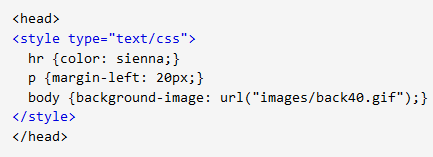 <head>
<style type="text/css">
  hr {color: sienna;}
  p {margin-left: 20px;}
  body {background-image: url("images/back40.gif");}
</style>
</head>